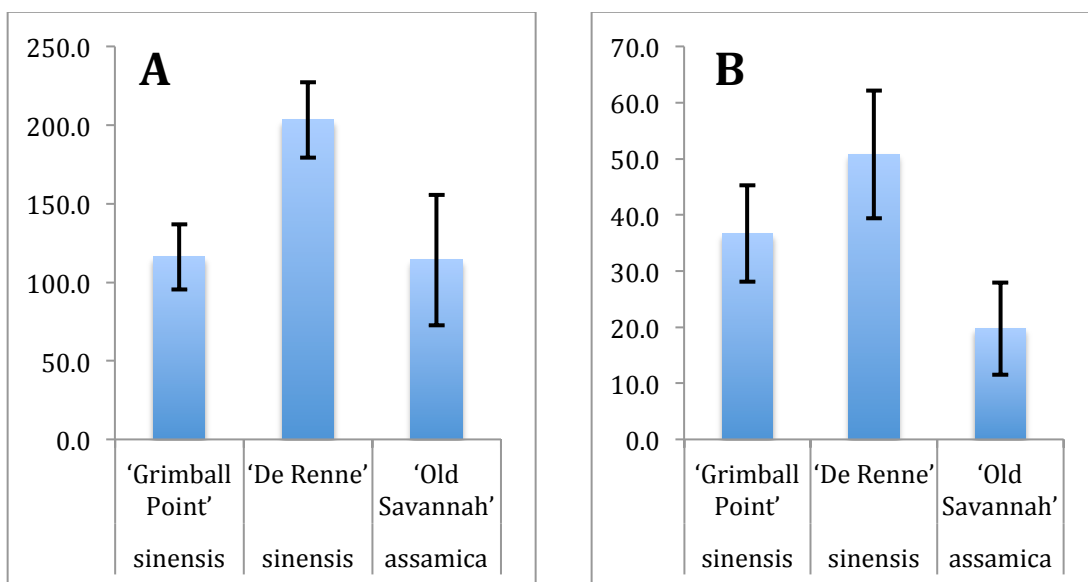 A
250.0
200.0
150.0
100.0
50.0
0.0
‘Grimball Point’
‘De Renne’
‘Old Savannah’
sinensis
sinensis
assamica
B
70.0
60.0
50.0
40.0
30.0
20.0
10.0
0.0
‘Grimball Point’
‘De Renne’
‘Old Savannah’
sinensis
sinensis
assamica